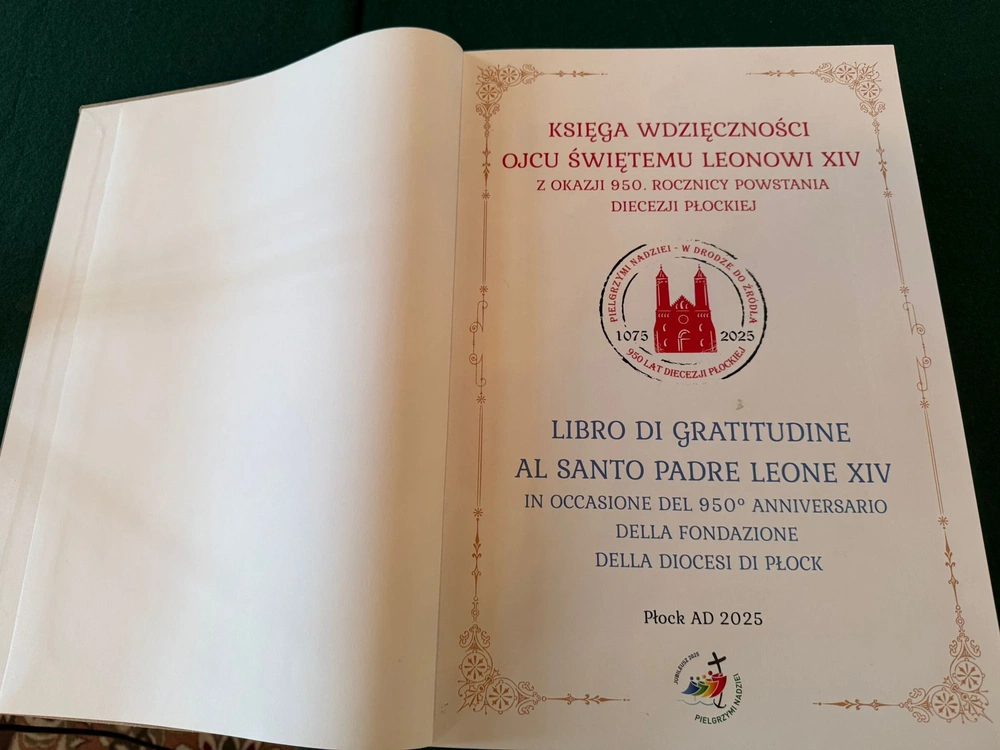 KSIĘGA WDZIĘCZNOŚCI
OJCU ŚWIĘTEMU LEONOWI XIV
Z OKAZJI 950. ROCZNICY POWSTANIA
DIECEZJI PŁOCKIEJ
PIELGRZYMI NADZIEI - W DRODZE DO ŹRÓDŁA
1075 2025
950 LAT DIECEZJI PŁOCKIEJ
LIBRO DI GRATITUDINE
AL SANTO PADRE LEONE XIV
IN OCCASIONE DEL 950° ANNIVERSARIO
DELLA FONDAZIONE
DELLA DIOCESI DI PŁOCK
Płock AD 2025
JUBILEUSZ 2025
PIELGRZYMI NADZIEI